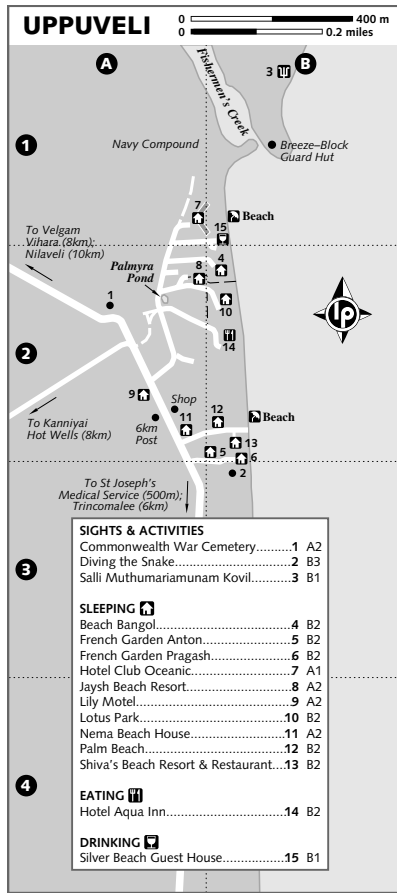 UPPUVELI
0 400 m
0 0.2 miles
A
B
Fishermen's Creek
3
1
Navy Compound
Breeze–Block
Guard Hut
7
Beach
15
To Velgam
Vihara (8km);
Nilaveli (10km)
4
8
Palmyra
Pond
1
10
lp
2
14
9
Shop
12
Beach
11
To Kanniyai
Hot Wells (8km)
6km
Post
13
5
6
2
To St Joseph's
Medical Service (500m);
Trincomalee (6km)
3
SIGHTS & ACTIVITIES
Commonwealth War Cemetery..........1 A2
Diving the Snake..........2 B3
Salli Muthumariamunam Kovil..........3 B1
SLEEPING
Beach Bangol..........4 B2
French Garden Anton..........5 B2
French Garden Pragash..........6 B2
Hotel Club Oceanic..........7 A1
Jaysh Beach Resort..........8 A2
Lily Motel..........9 A2
Lotus Park..........10 B2
Nema Beach House..........11 A2
Palm Beach..........12 B2
Shiva's Beach Resort & Restaurant....13 B2
4
EATING
Hotel Aqua Inn..........14 B2
DRINKING
Silver Beach Guest House..........15 B1